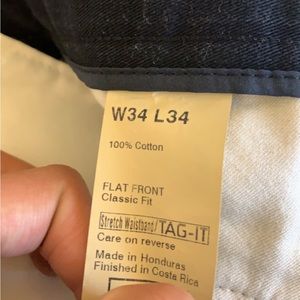 W34 L34
100% Cotton
FLAT FRONT
Classic Fit
Stretch Waistband/TAG-IT
Care on reverse
Made in Honduras
Finished in Costa Rica